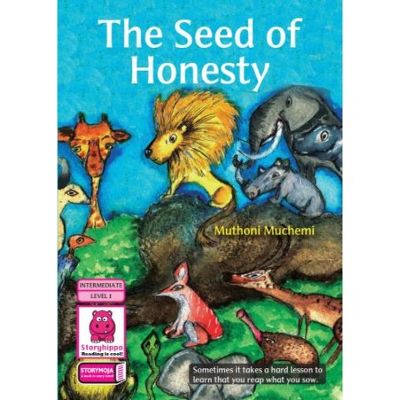 The Seed of
Honesty
Muthoni Muchemi
INTERMEDIATE
LEVEL 1
Storyhippo
Reading is cool!
STORYMOJA
Sometimes it takes a hard lesson to
learn that you reap what you sow.